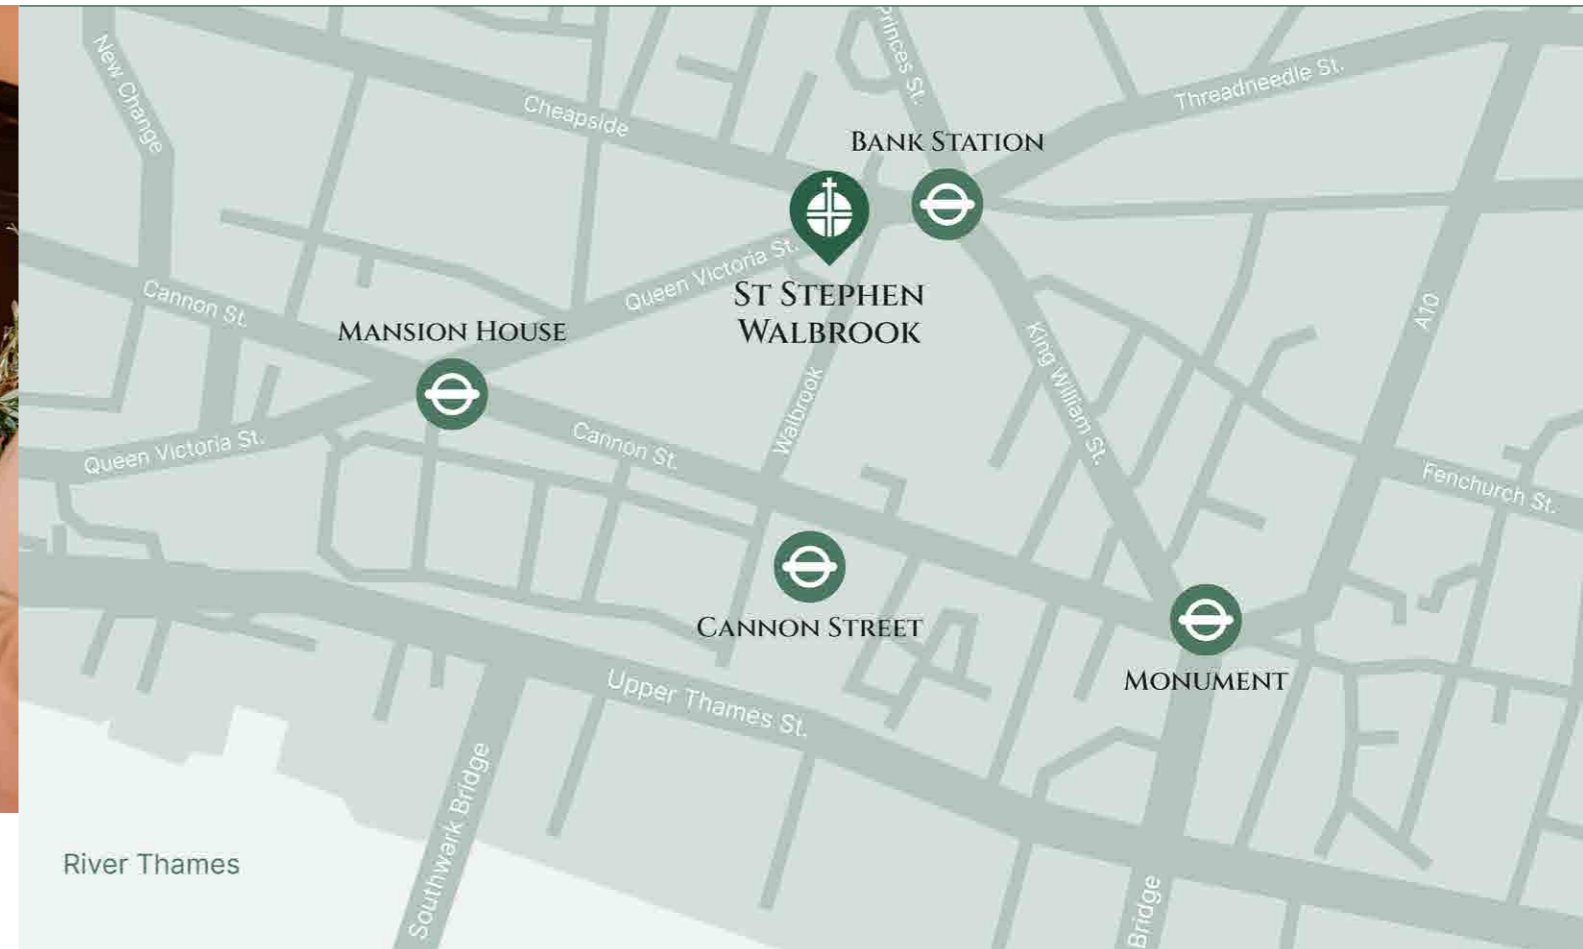 New Change
Princes St.
Cheapside
Threadneedle St.
BANK STATION
Queen Victoria St.
ST STEPHEN
WALBROOK
Cannon St.
MANSION HOUSE
A10
King William St.
Walbrook
Queen Victoria St.
Cannon St.
Fenchurch St.
CANNON STREET
MONUMENT
Upper Thames St.
Southwark Bridge
River Thames
Bridge